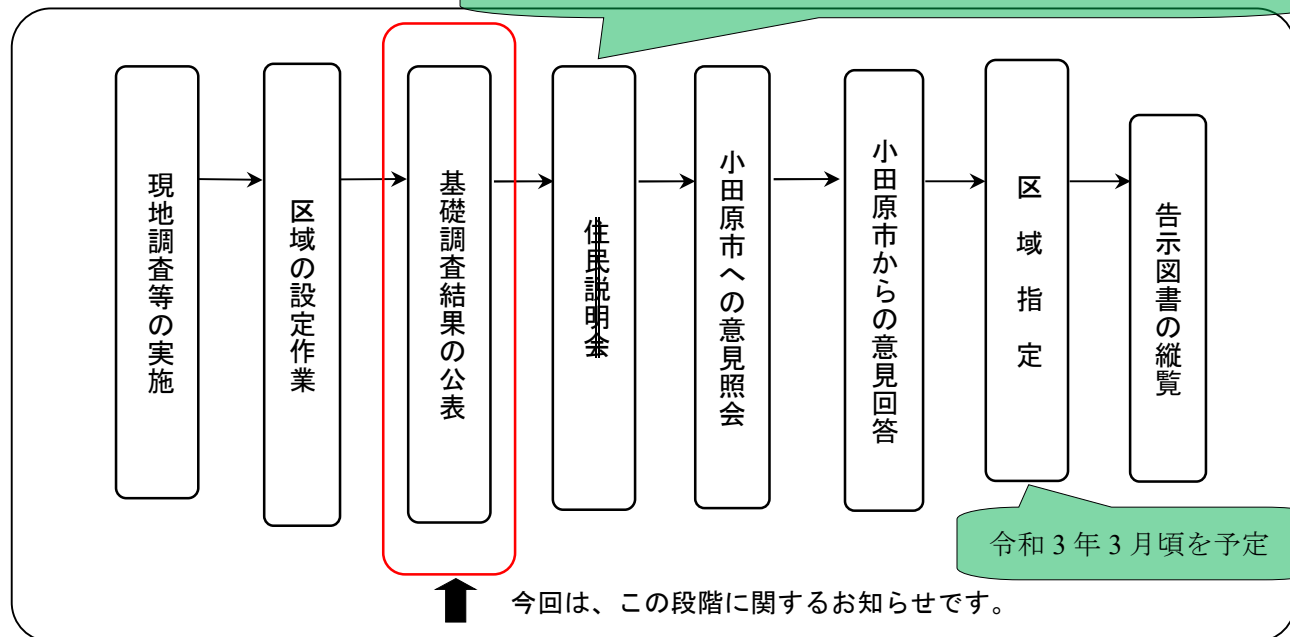 現地調査等の実施
区域の設定作業
基礎調査結果の公表
住民説明会
小田原市への意見照会
小田原市からの意見回答
区域指定
告示図書の縦覧
令和3年3月頃を予定
今回は、この段階に関するお知らせです。